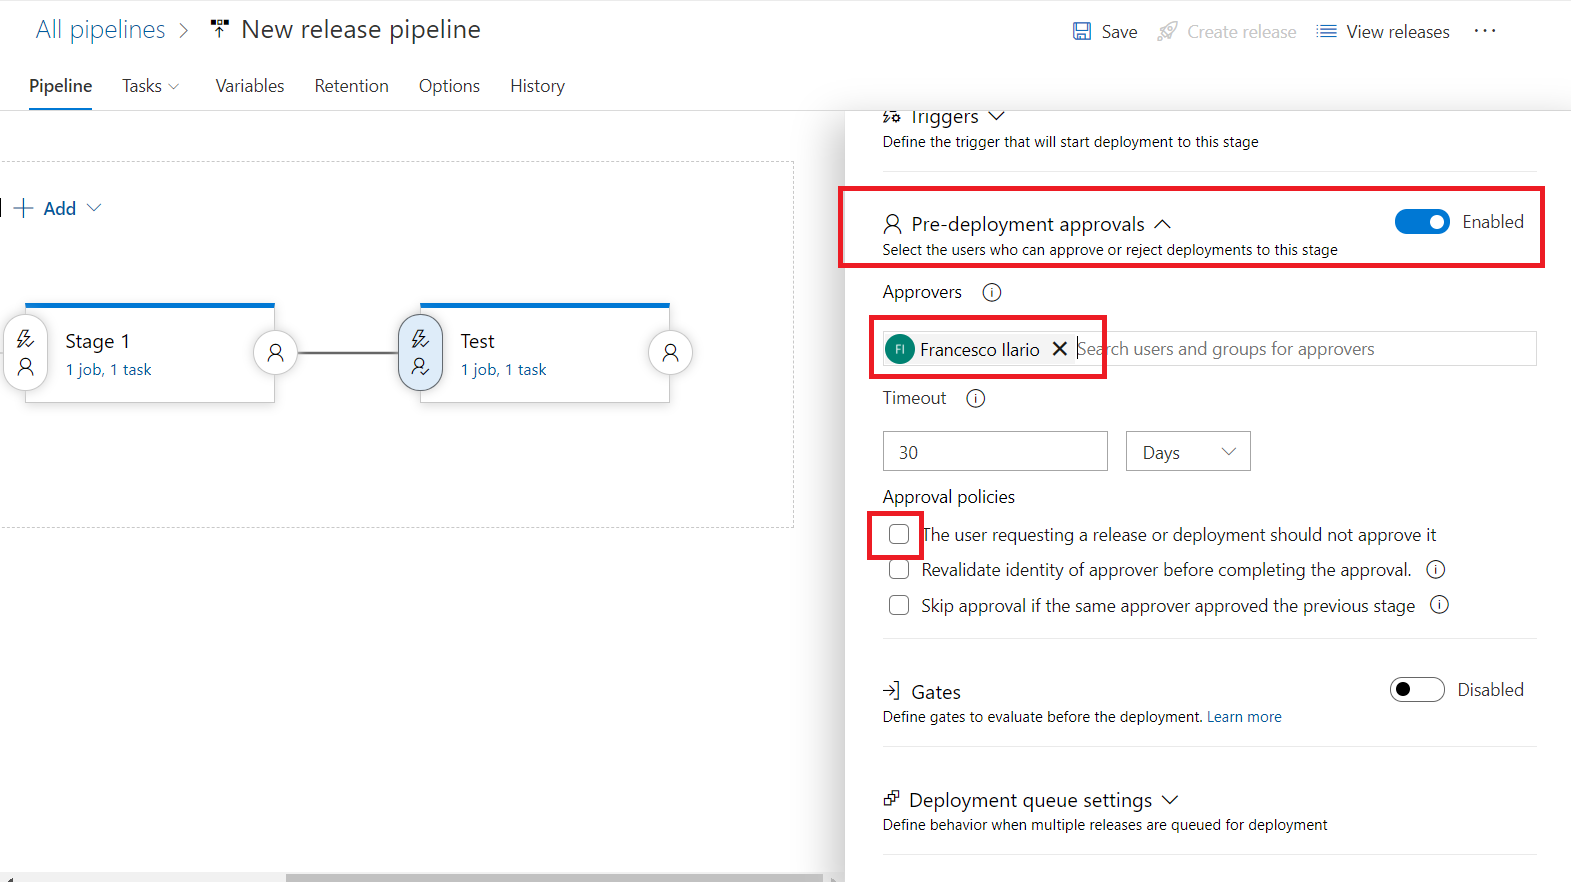 All pipelines > New release pipeline
Save Create release View releases ...
Pipeline Tasks Variables Retention Options History
Triggers
Define the trigger that will start deployment to this stage
Add
Pre-deployment approvals Enabled
Select the users who can approve or reject deployments to this stage
Approvers
FI Francesco Ilario Search users and groups for approvers
Stage 1
1 job, 1 task
Test
1 job, 1 task
Timeout
30 Days
Approval policies
The user requesting a release or deployment should not approve it
Revalidate identity of approver before completing the approval.
Skip approval if the same approver approved the previous stage
Gates Disabled
Define gates to evaluate before the deployment. Learn more
Deployment queue settings
Define behavior when multiple releases are queued for deployment